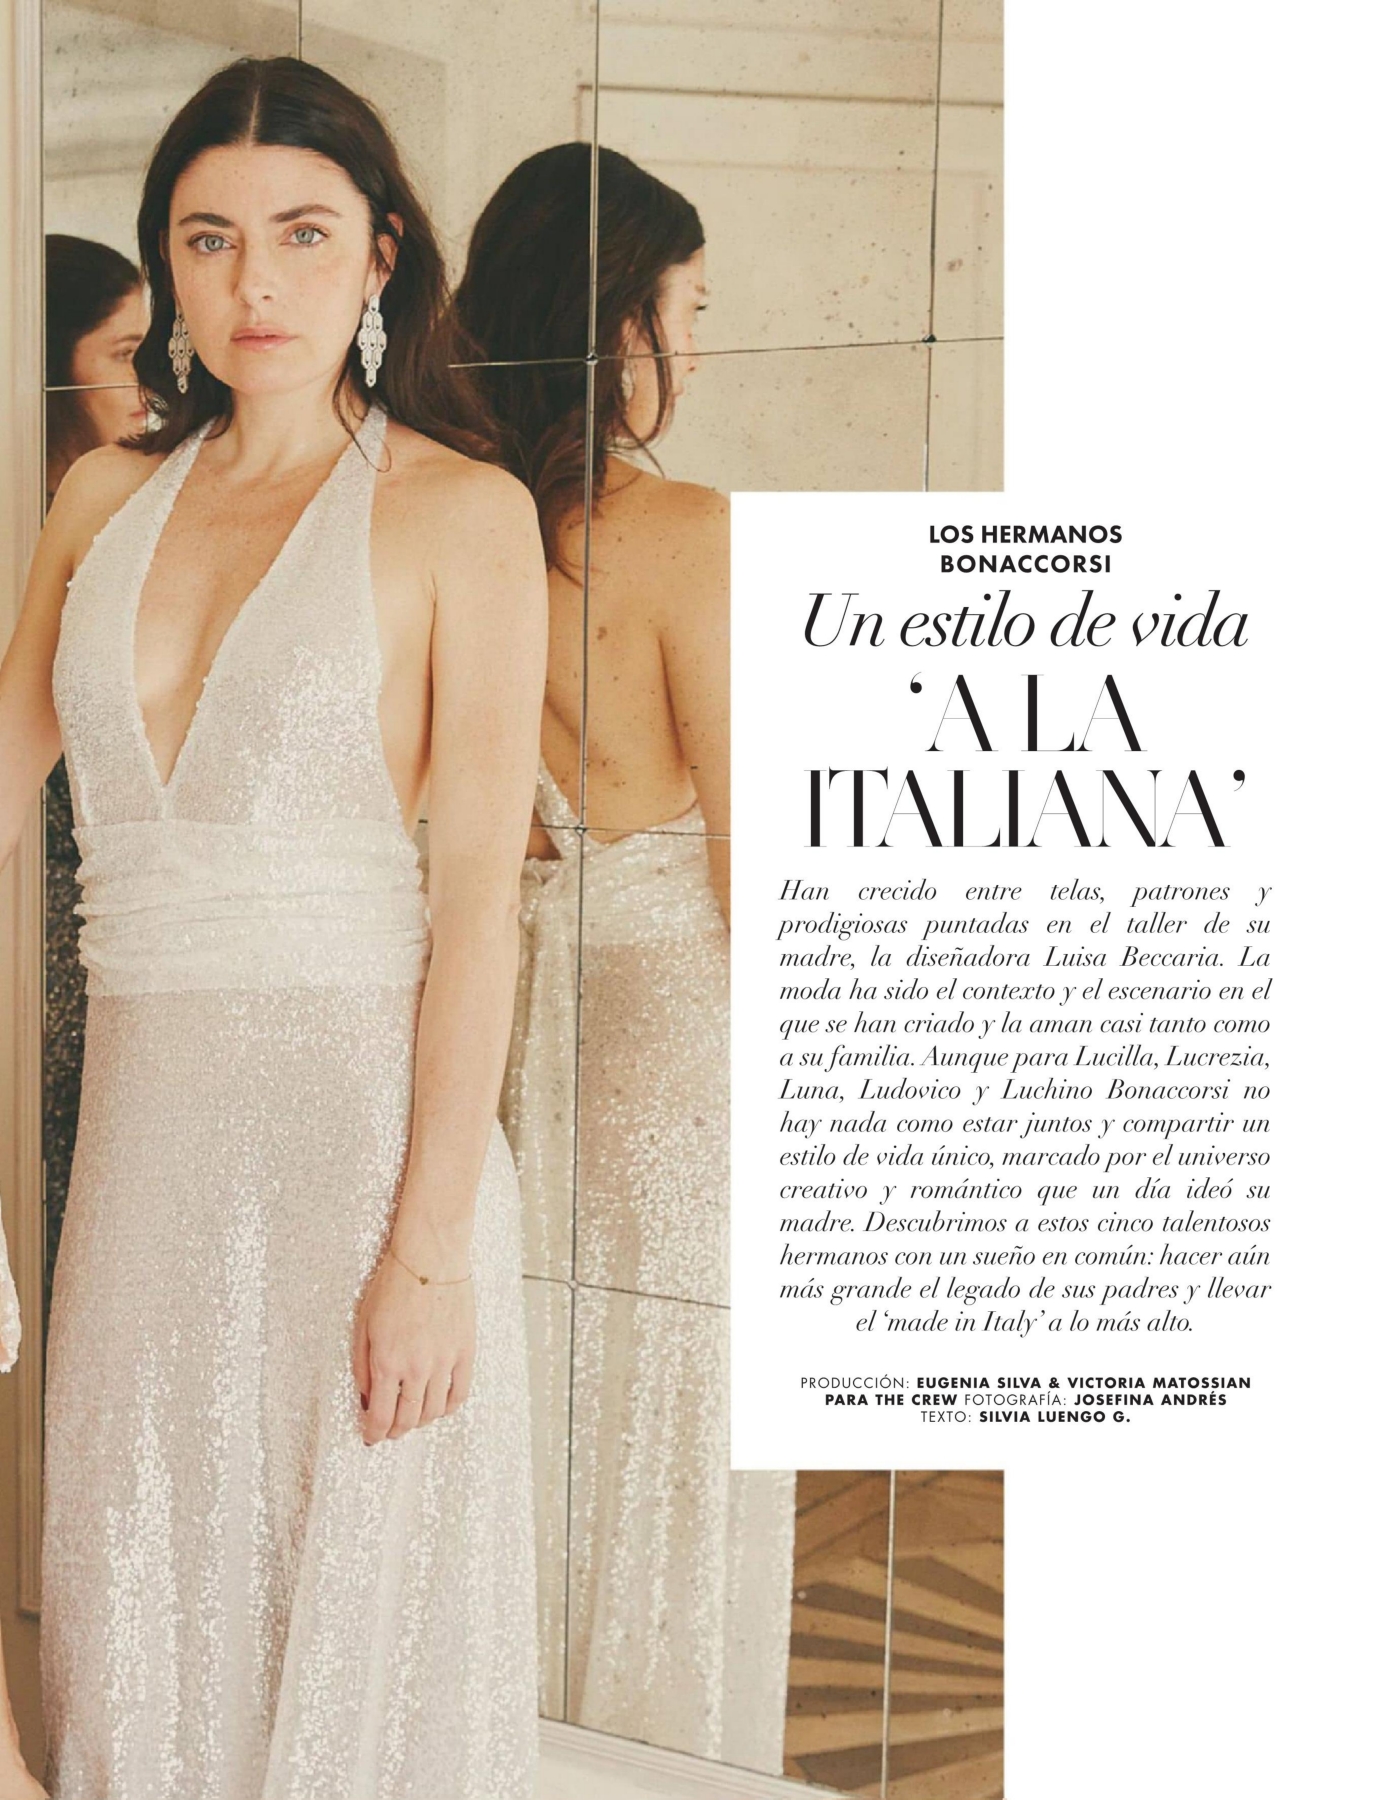 LOS HERMANOS
BONACCORSI
Un estilo de vida
‘A LA
ITALIANA’
Han crecido entre telas, patrones y
prodigiosas puntadas en el taller de su
madre, la diseñadora Luisa Beccaria. La
moda ha sido el contexto y el escenario en el
que se han criado y la aman casi tanto como
a su familia. Aunque para Lucilla, Lucrezia,
Luna, Ludovico y Luchino Bonaccorsi no
hay nada como estar juntos y compartir un
estilo de vida único, marcado por el universo
creativo y romántico que un día ideó su
madre. Descubrimos a estos cinco talentosos
hermanos con un sueño en común: hacer aún
más grande el legado de sus padres y llevar
el ‘made in Italy’ a lo más alto.
PRODUCCIÓN: EUGENIA SILVA & VICTORIA MATOSSIAN
PARA THE CREW FOTOGRAFÍA: JOSEFINA ANDRÉS
TEXTO: SILVIA LUENGO G.